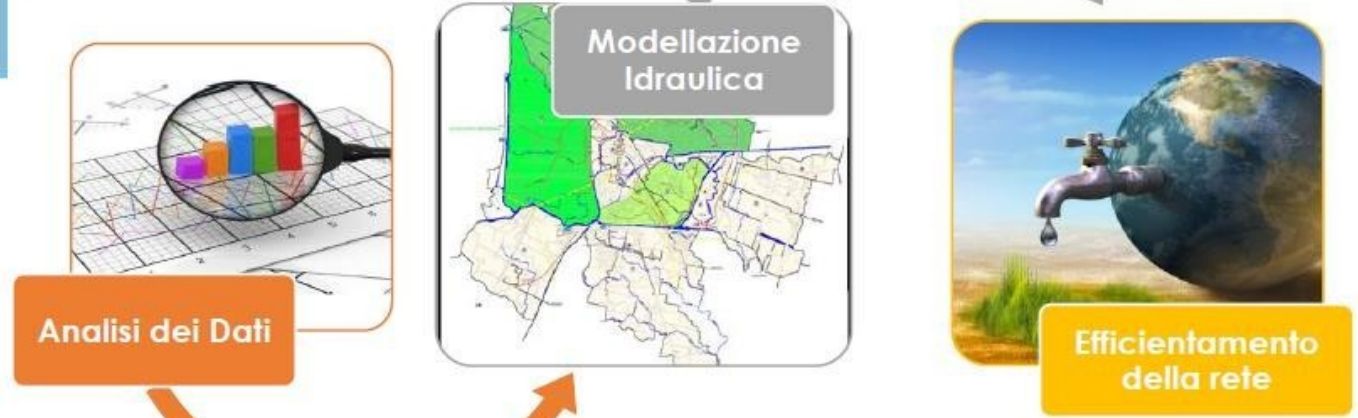 Analisi dei Dati
Modellazione
Idraulica
Efficientamento
della rete